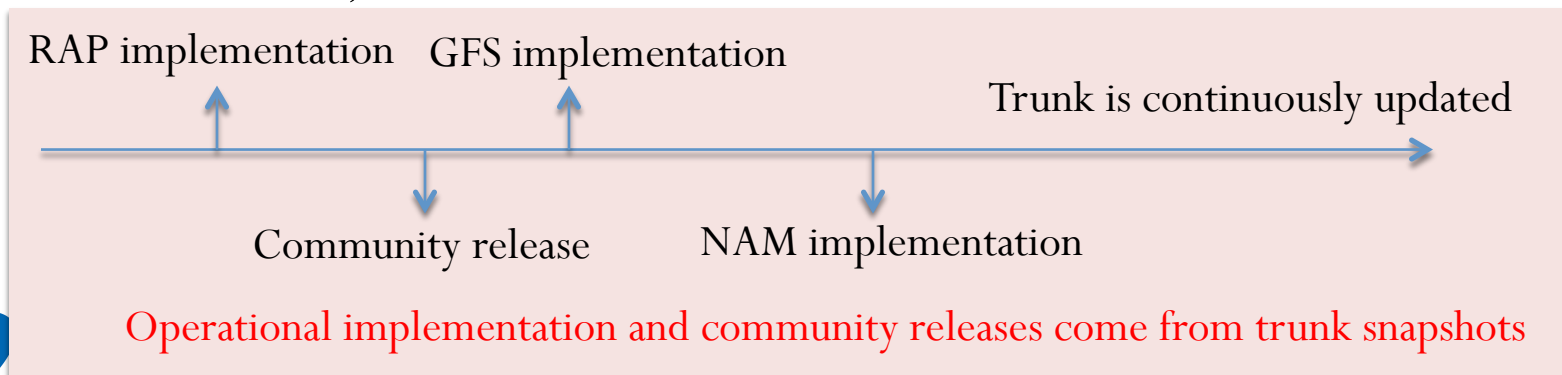 RAP implementation
GFS implementation
Trunk is continuously updated
Community release
NAM implementation
Operational implementation and community releases come from trunk snapshots